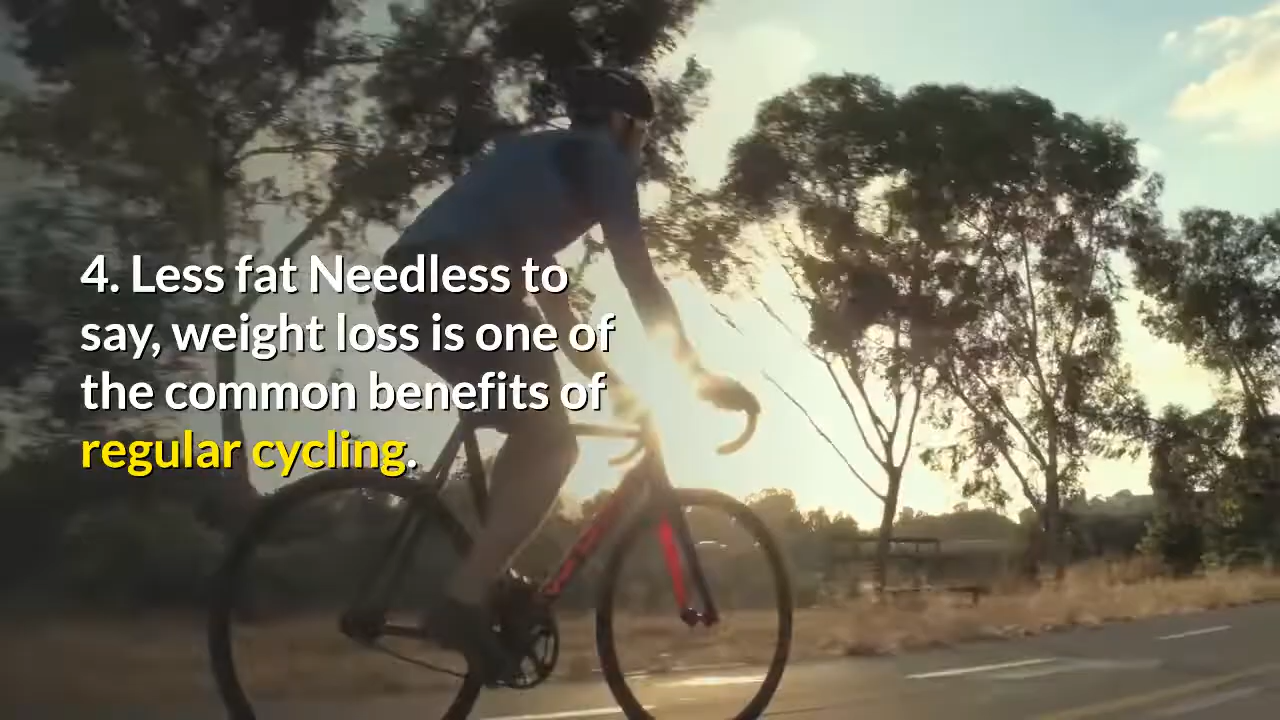 4. Less fat Needless to
say, weight loss is one of
the common benefits of
regular cycling.